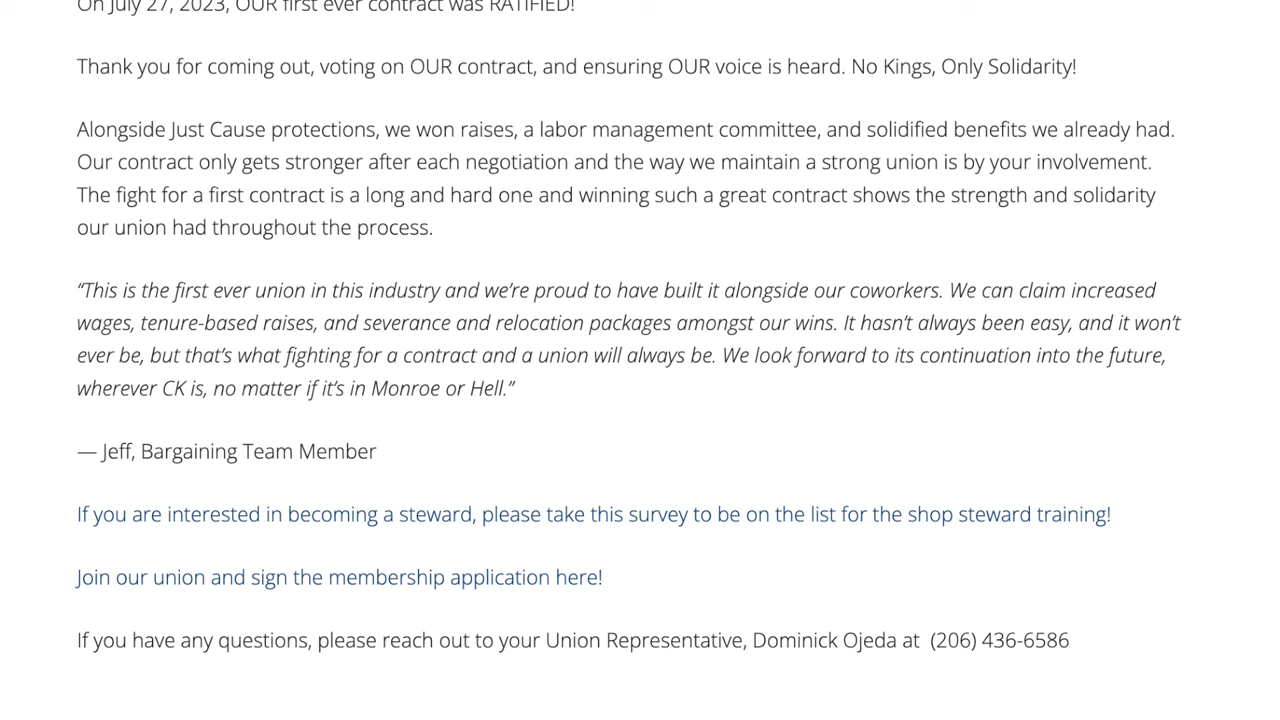 On July 27, 2023, OUR first ever contract was RATIFIED!
Thank you for coming out, voting on OUR contract, and ensuring OUR voice is heard. No Kings, Only Solidarity!
Alongside Just Cause protections, we won raises, a labor management committee, and solidified benefits we already had.
Our contract only gets stronger after each negotiation and the way we maintain a strong union is by your involvement.
The fight for a first contract is a long and hard one and winning such a great contract shows the strength and solidarity
our union had throughout the process.
“This is the first ever union in this industry and we’re proud to have built it alongside our coworkers. We can claim increased
wages, tenure-based raises, and severance and relocation packages amongst our wins. It hasn’t always been easy, and it won’t
ever be, but that’s what fighting for a contract and a union will always be. We look forward to its continuation into the future,
wherever CK is, no matter if it’s in Monroe or Hell.”
— Jeff, Bargaining Team Member
If you are interested in becoming a steward, please take this survey to be on the list for the shop steward training!
Join our union and sign the membership application here!
If you have any questions, please reach out to your Union Representative, Dominick Ojeda at  (206) 436-6586